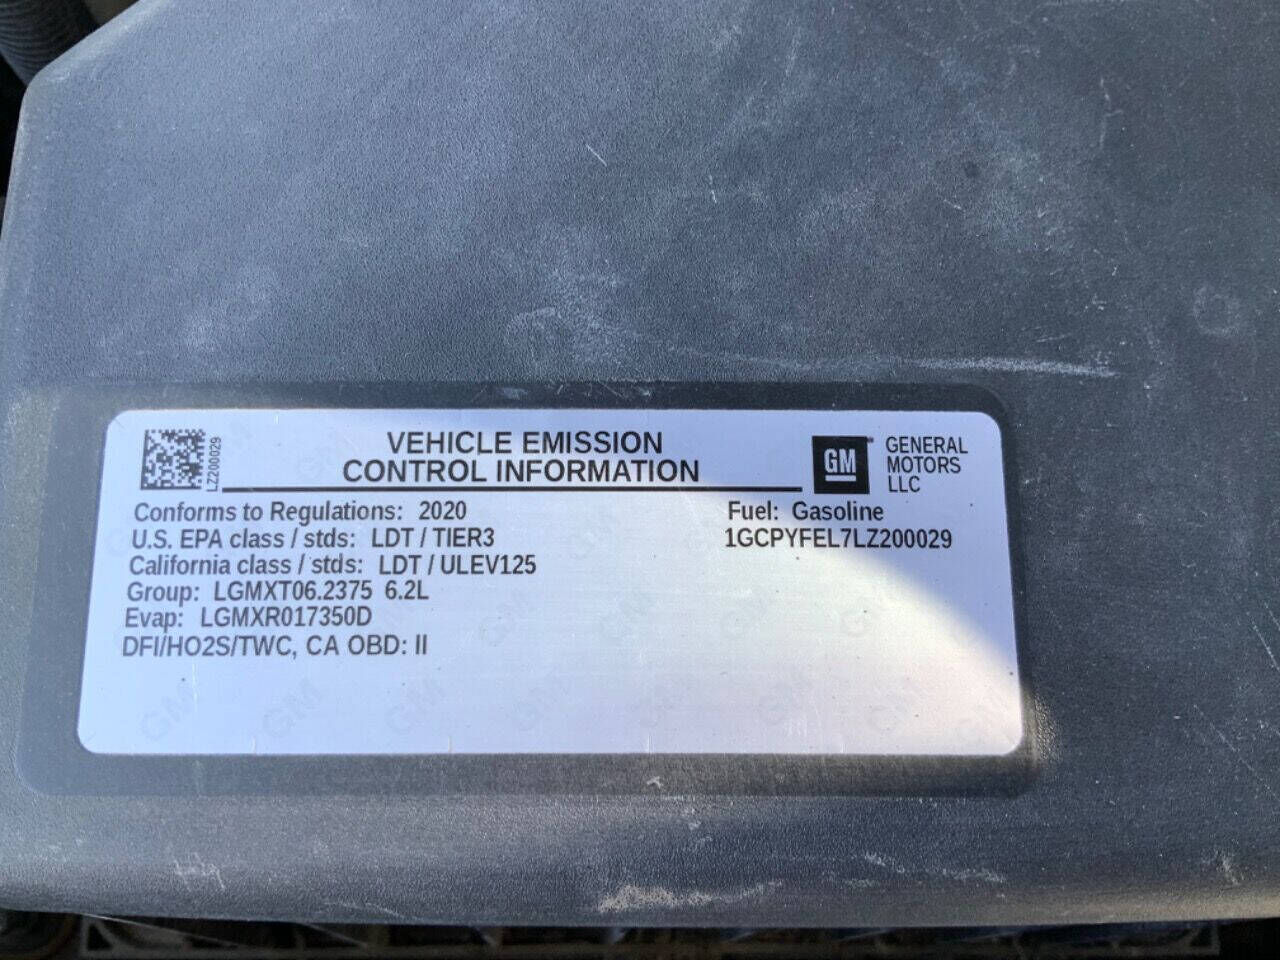 LZ200029
VEHICLE EMISSION
CONTROL INFORMATION
GM
GENERAL
MOTORS
LLC
Conforms to Regulations: 2020
U.S. EPA class / stds: LDT / TIER3
California class / stds: LDT / ULEV125
Group: LGMXT06.2375 6.2L
Evap: LGMXR017350D
DFI/HO2S/TWC, CA OBD: II
Fuel: Gasoline
1GCPYFEL7LZ200029